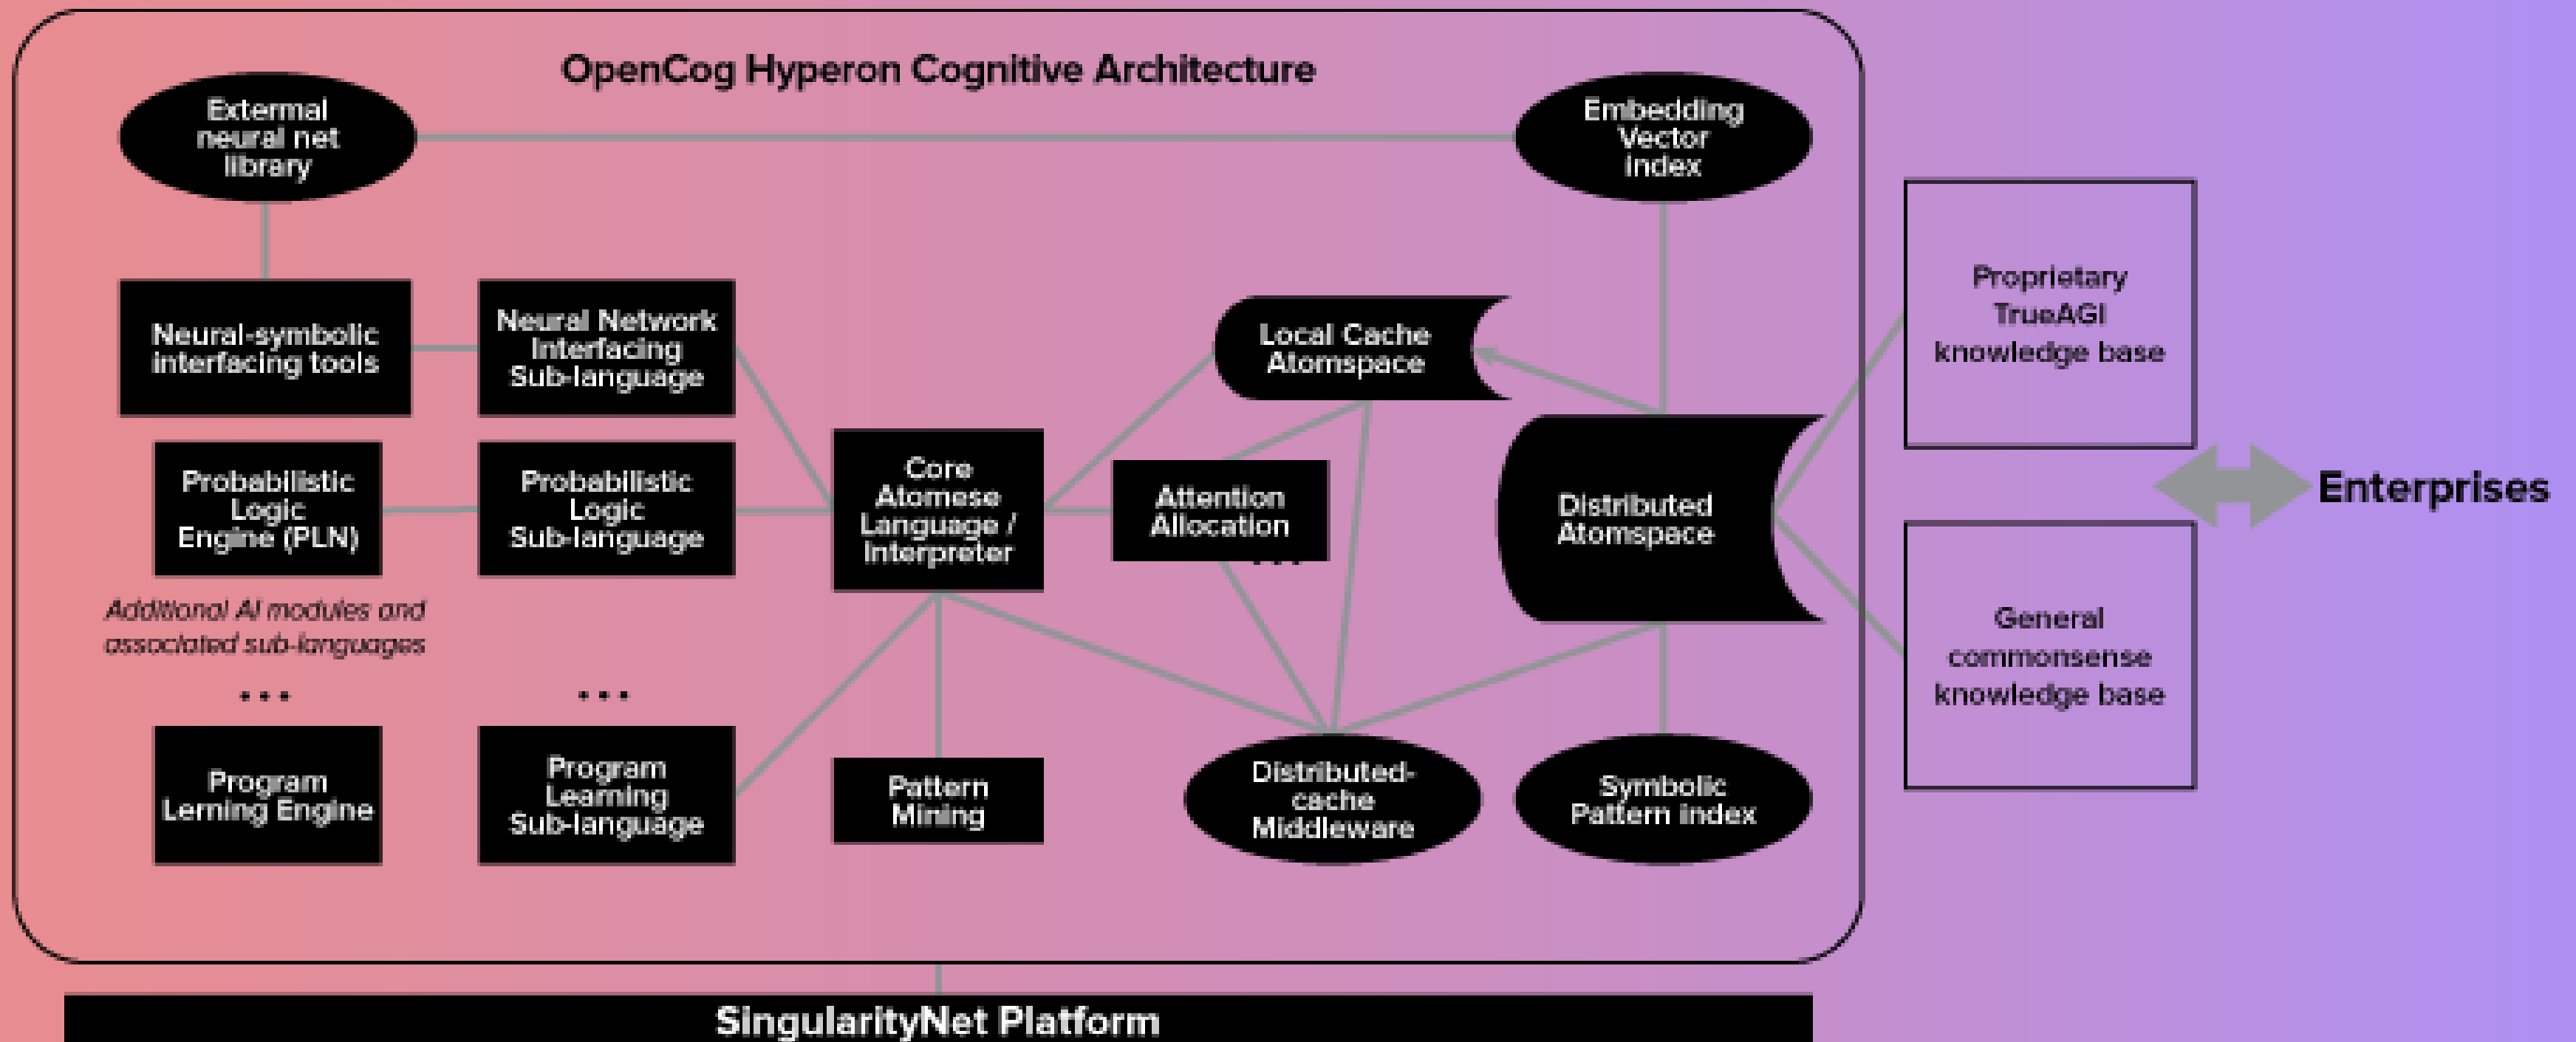 OpenCog Hyperon Cognitive Architecture
Extermal
neural net
library
Embedding
Vector
index
Neural-symbolic
interfacing tools
Neural Network
Interfacing
Sub-language
Local Cache
Atomspace
Proprietary
TrueAGI
knowledge base
Probabilistic
Logic
Engine (PLN)
Probabilistic
Logic
Sub-language
Core
Atomese
Language /
Interpreter
Attention
Allocation
...
Distributed
Atomspace
Enterprises
Additional AI modules and
associated sub-languages
...
...
General
commonsense
knowledge base
Program
Lerning Engine
Program
Learning
Sub-language
Pattern
Mining
Distributed-
cache
Middleware
Symbolic
Pattern index
SingularityNet Platform